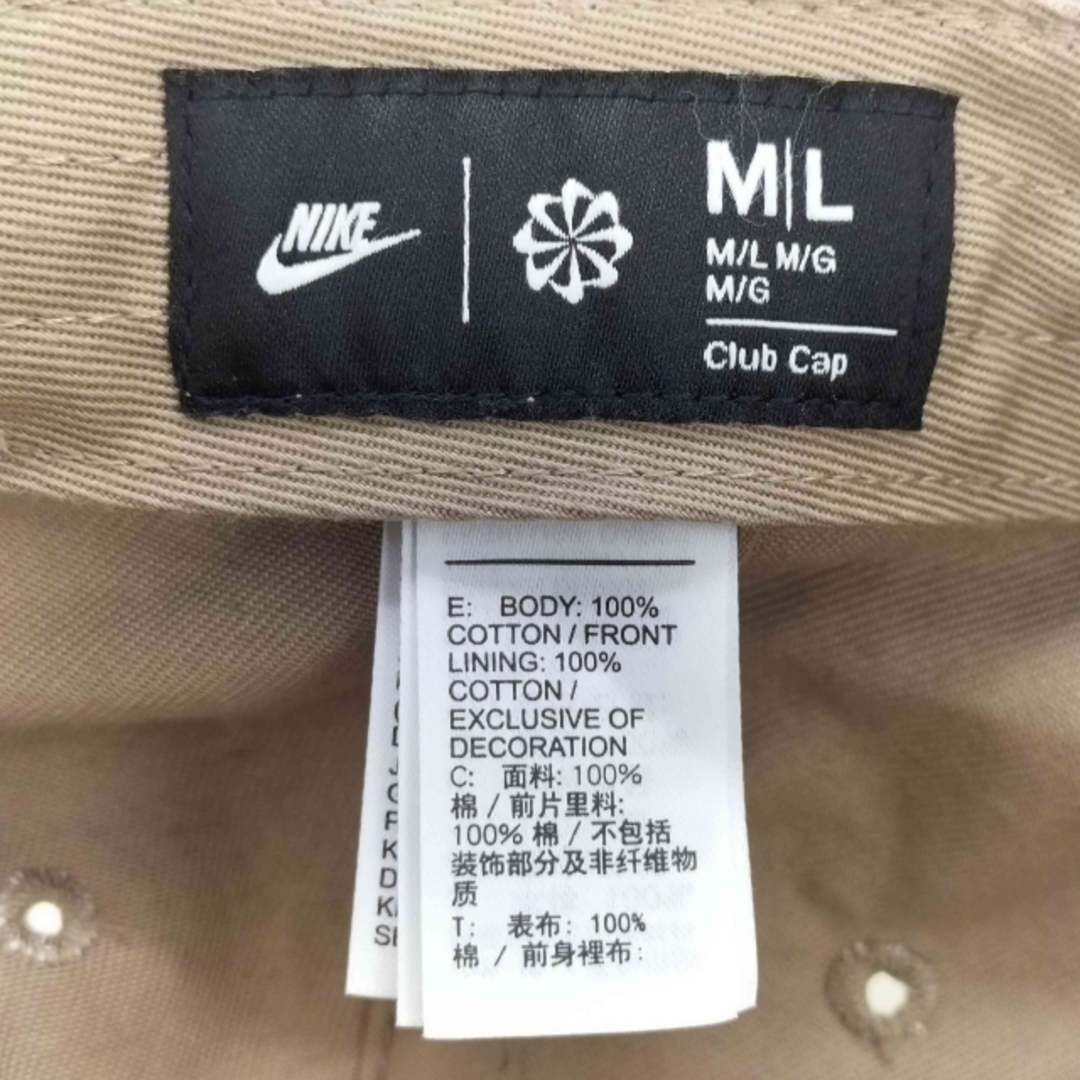 NIKE
M|L
M/L M/G
M/G
Club Cap
E: BODY: 100%
COTTON / FRONT
LINING: 100%
COTTON /
EXCLUSIVE OF
DECORATION
C: 面料: 100%
棉 / 前片里料:
100% 棉 / 不包括
装饰部分及非纤维物
质
T: 表布: 100%
棉 / 前身裡布: